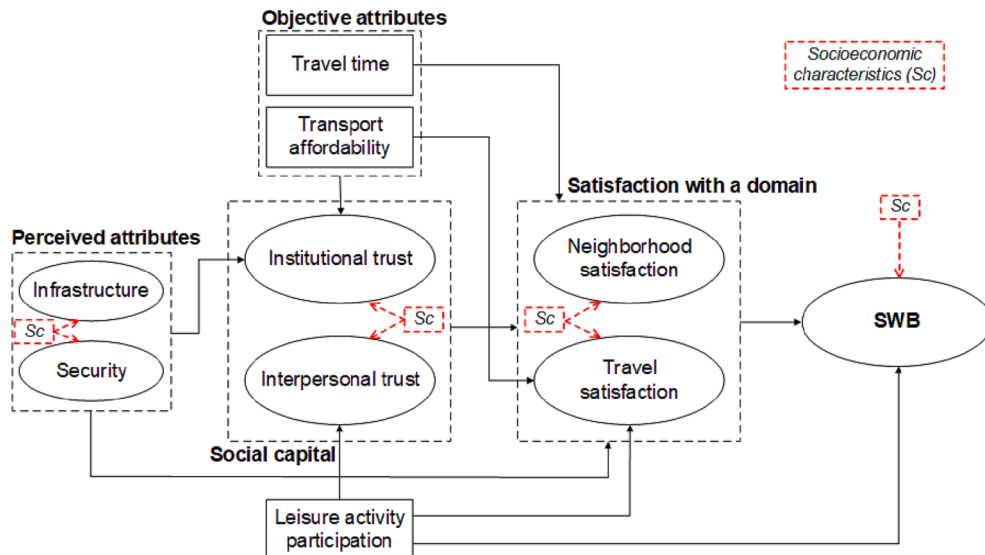 Objective attributes
Travel time
Transport
affordability
Socioeconomic
characteristics (Sc)
Satisfaction with a domain
Sc
Perceived attributes
Institutional trust
Neighborhood
satisfaction
Infrastructure
Sc
Sc
Sc
SWB
Security
Interpersonal trust
Travel
satisfaction
Social capital
Leisure activity
participation